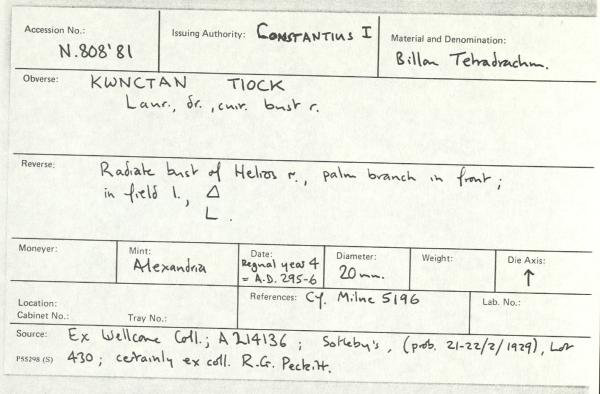 Accession No.:
N.808'81
Issuing Authority: CONSTANTIUS I
Material and Denomination:
Billon Tetradrachm.
Obverse: KWNCTAN TIOCK
Laur., dr., cuir. bust r.
Reverse: Radiate bust of Helios r., palm branch in front;
in field l., Δ
L .
Moneyer:
Mint:
Alexandria
Date:
Regnal year 4
= A.D. 295-6
Diameter:
20mm.
Weight:
Die Axis:
↑
Location:
Cabinet No.: Tray No.:
References: Cf. Milne 5196
Lab. No.:
Source: Ex Wellcome Coll.; A214136; Sotheby's, (prob. 21-22/2/1929), Lot
P55298 (S) 430; certainly ex coll. R.G. Peckitt.